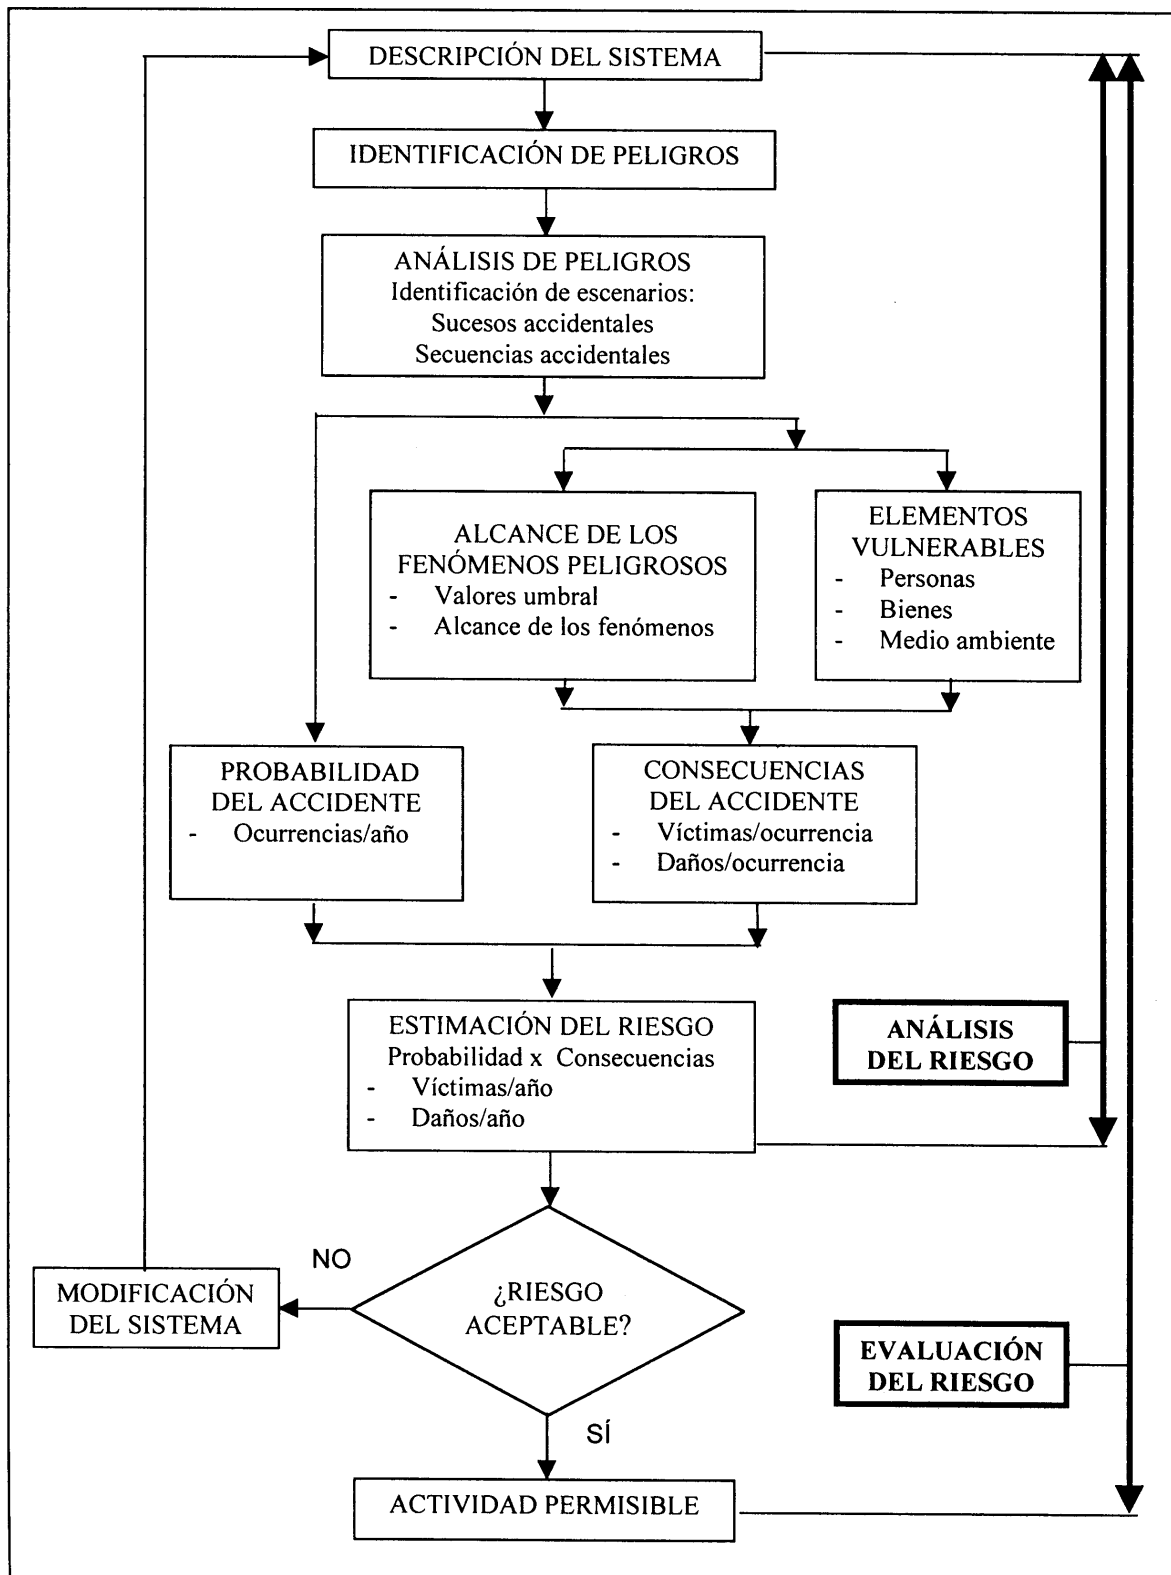 DESCRIPCIÓN DEL SISTEMA
IDENTIFICACIÓN DE PELIGROS
ANÁLISIS DE PELIGROS
Identificación de escenarios:
Sucesos accidentales
Secuencias accidentales
ALCANCE DE LOS
FENÓMENOS PELIGROSOS
- Valores umbral
- Alcance de los fenómenos
ELEMENTOS
VULNERABLES
- Personas
- Bienes
- Medio ambiente
PROBABILIDAD
DEL ACCIDENTE
- Ocurrencias/año
CONSECUENCIAS
DEL ACCIDENTE
- Víctimas/ocurrencia
- Daños/ocurrencia
ESTIMACIÓN DEL RIESGO
Probabilidad x Consecuencias
- Víctimas/año
- Daños/año
ANÁLISIS
DEL RIESGO
NO
¿RIESGO
ACEPTABLE?
MODIFICACIÓN
DEL SISTEMA
EVALUACIÓN
DEL RIESGO
SÍ
ACTIVIDAD PERMISIBLE